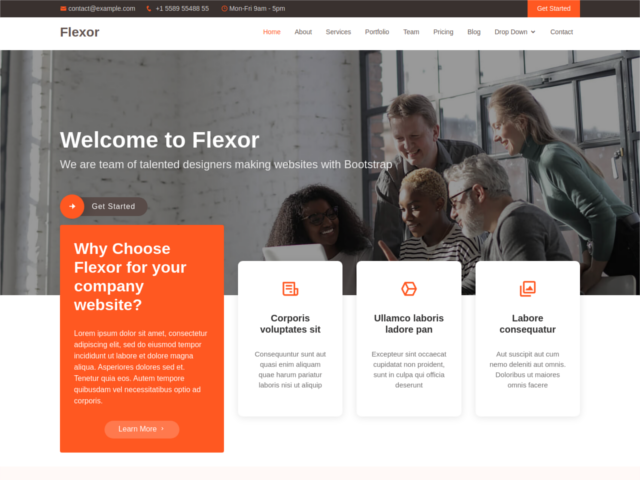 contact@example.com +1 5589 55488 55 Mon-Fri 9am - 5pm Get Started
Flexor Home About Services Portfolio Team Pricing Blog Drop Down Contact
Welcome to Flexor
We are team of talented designers making websites with Bootstrap
Get Started
Why Choose
Flexor for your
company
website?
Lorem ipsum dolor sit amet, consectetur
adipiscing elit, sed do eiusmod tempor
incididunt ut labore et dolore magna
aliqua. Asperiores dolores sed et.
Tenetur quia eos. Autem tempore
quibusdam vel necessitatibus optio ad
corporis.
Learn More
Corporis
voluptates sit
Consequuntur sunt aut
quasi enim aliquam
quae harum pariatur
laboris nisi ut aliquip
Ullamco laboris
ladore pan
Excepteur sint occaecat
cupidatat non proident,
sunt in culpa qui officia
deserunt
Labore
consequatur
Aut suscipit aut cum
nemo deleniti aut omnis.
Doloribus ut maiores
omnis facere